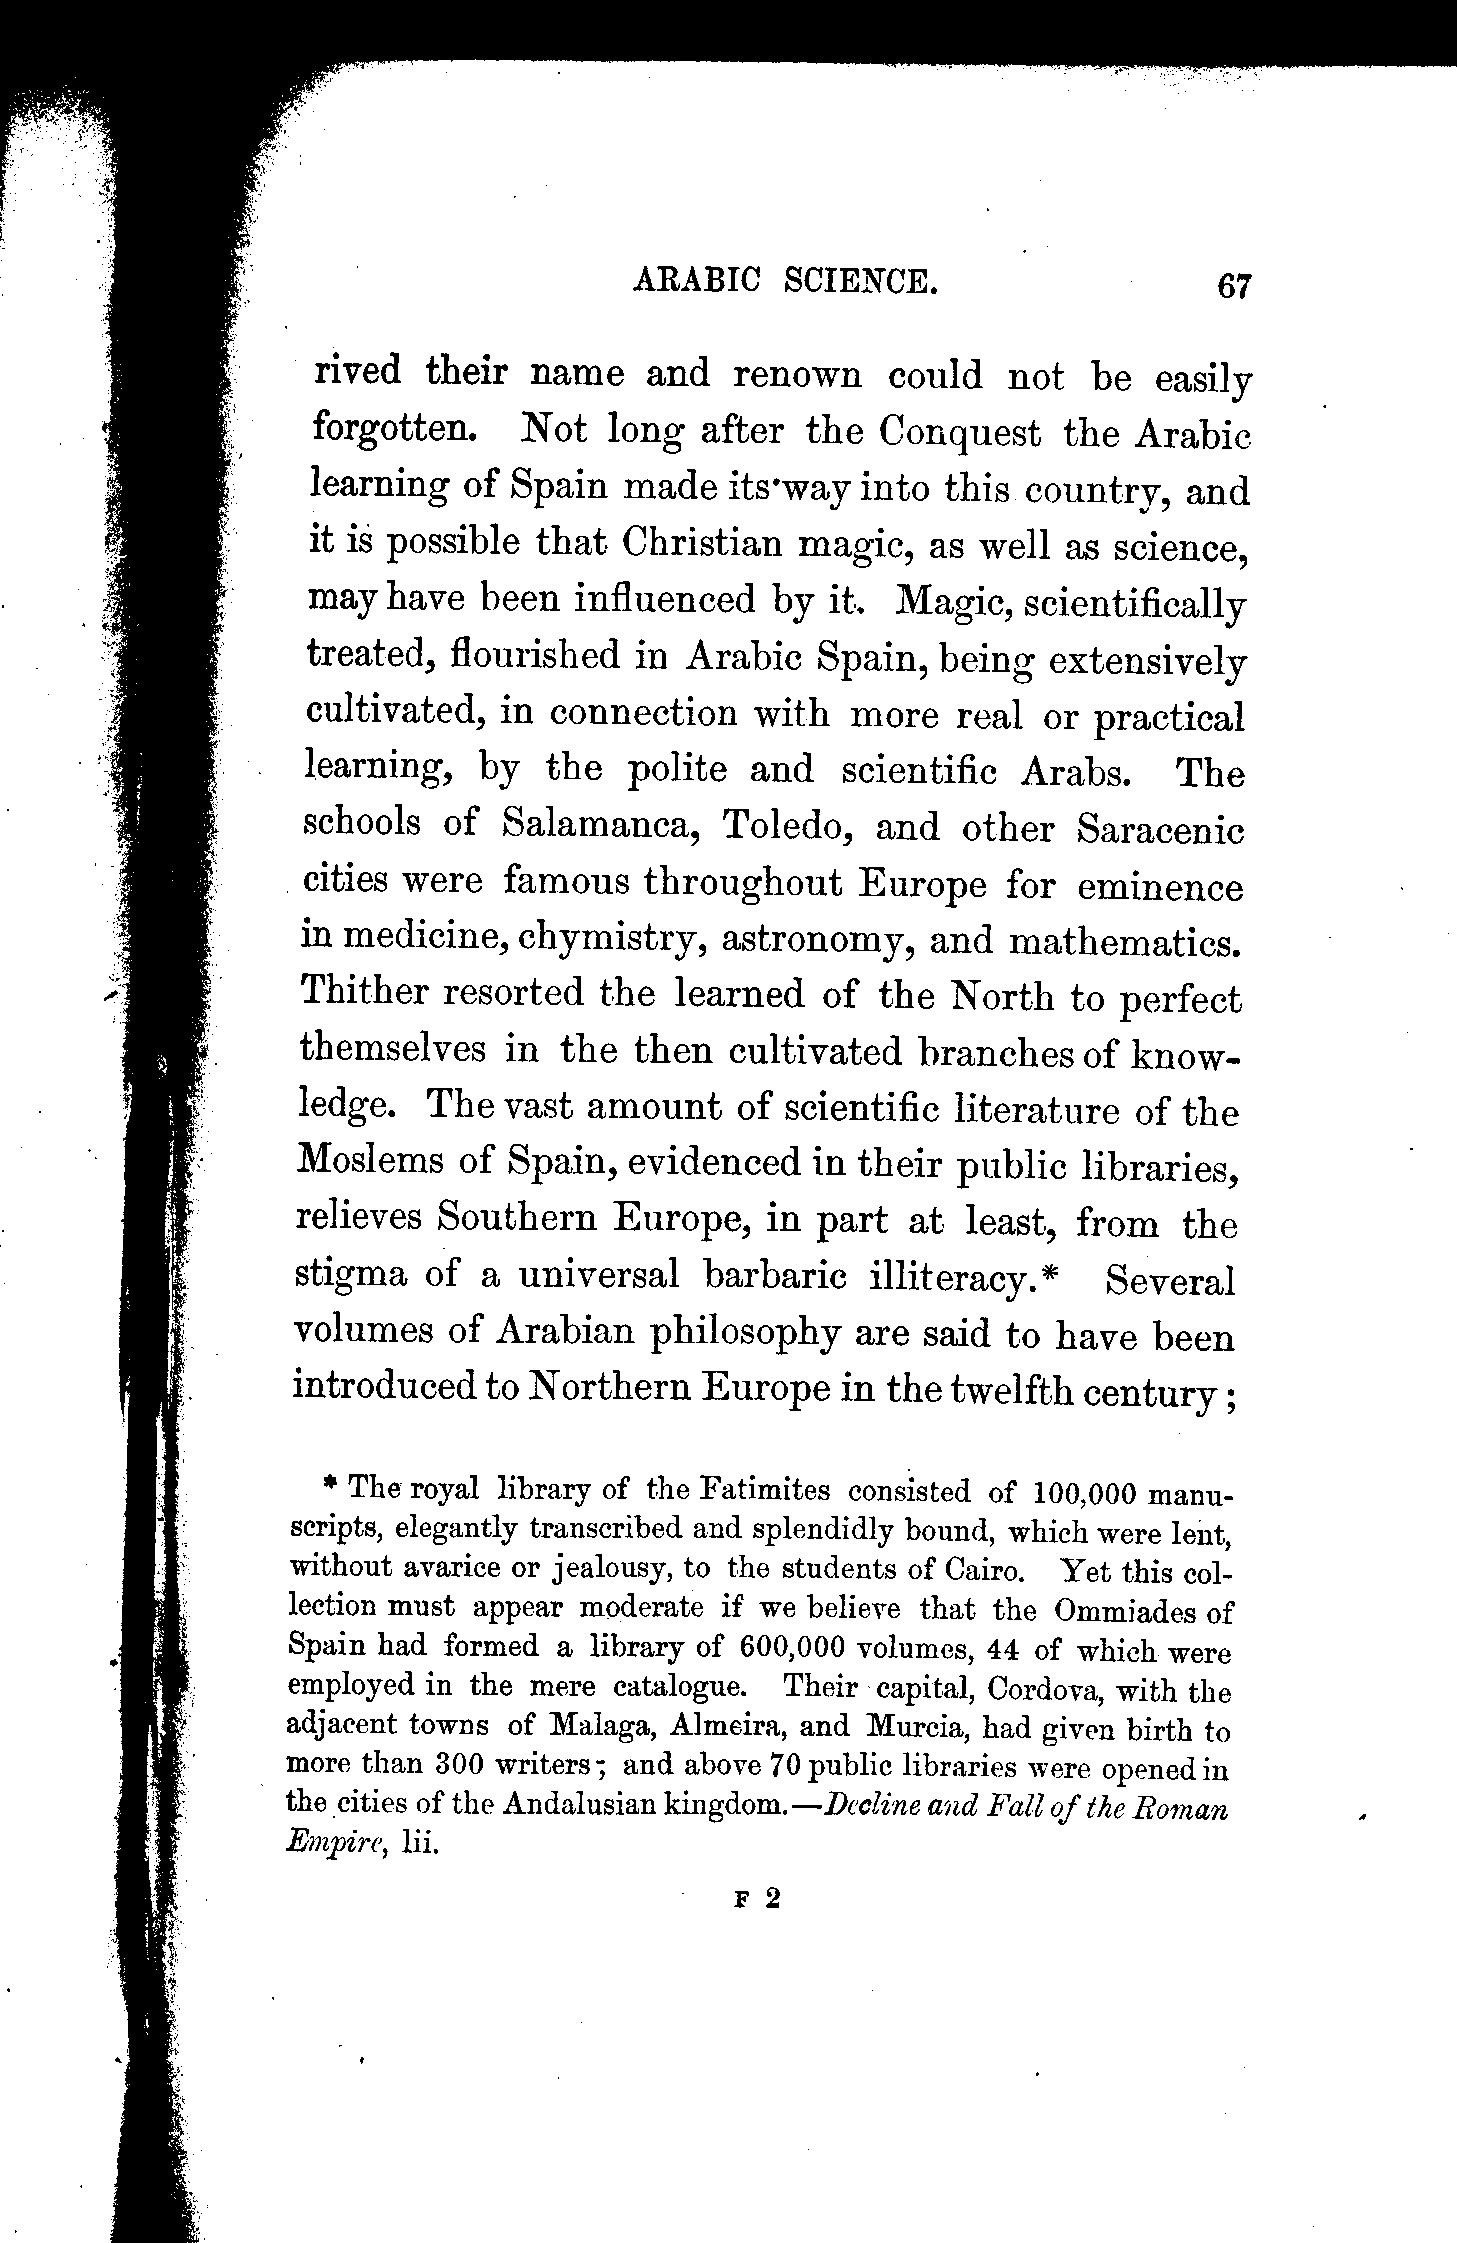 ARABIC SCIENCE. 67
rived their name and renown could not be easily
forgotten. Not long after the Conquest the Arabic
learning of Spain made its way into this country, and
it is possible that Christian magic, as well as science,
may have been influenced by it. Magic, scientifically
treated, flourished in Arabic Spain, being extensively
cultivated, in connection with more real or practical
learning, by the polite and scientific Arabs. The
schools of Salamanca, Toledo, and other Saracenic
cities were famous throughout Europe for eminence
in medicine, chymistry, astronomy, and mathematics.
Thither resorted the learned of the North to perfect
themselves in the then cultivated branches of know-
ledge. The vast amount of scientific literature of the
Moslems of Spain, evidenced in their public libraries,
relieves Southern Europe, in part at least, from the
stigma of a universal barbaric illiteracy.* Several
volumes of Arabian philosophy are said to have been
introduced to Northern Europe in the twelfth century ;
* The royal library of the Fatimites consisted of 100,000 manu-
scripts, elegantly transcribed and splendidly bound, which were lent,
without avarice or jealousy, to the students of Cairo. Yet this col-
lection must appear moderate if we believe that the Ommiades of
Spain had formed a library of 600,000 volumes, 44 of which were
employed in the mere catalogue. Their capital, Cordova, with the
adjacent towns of Malaga, Almeira, and Murcia, had given birth to
more than 300 writers; and above 70 public libraries were opened in
the cities of the Andalusian kingdom.—Decline and Fall of the Roman
Empire, lii.
F 2